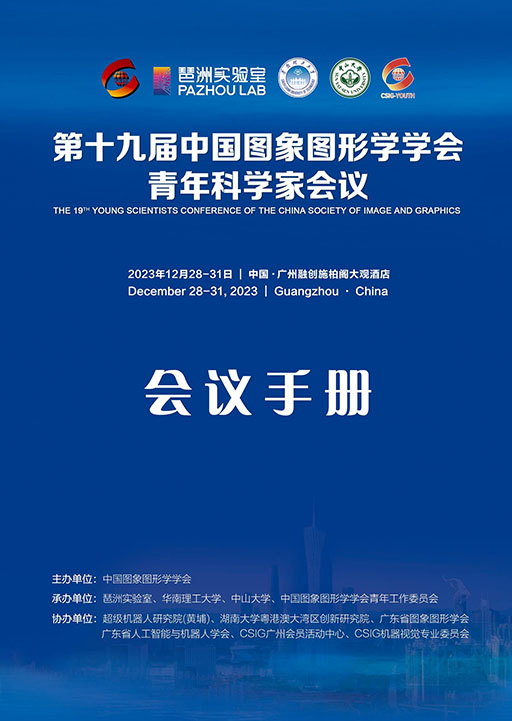 琶洲实验室
PAZHOU LAB
CSIG-YOUTH
第十九届中国图象图形学学会
青年科学家会议
THE 19TH YOUNG SCIENTISTS CONFERENCE OF THE CHINA SOCIETY OF IMAGE AND GRAPHICS
2023年12月28-31日 | 中国·广州融创施柏阁大观酒店
December 28-31, 2023 | Guangzhou · China
会议手册
主办单位：中国图象图形学学会
承办单位：琶洲实验室、华南理工大学、中山大学、中国图象图形学学会青年工作委员会
协办单位：超级机器人研究院(黄埔)、湖南大学粤港澳大湾区创新研究院、广东省图象图形学会
广东省人工智能与机器人学会、CSIG广州会员活动中心、CSIG机器视觉专业委员会